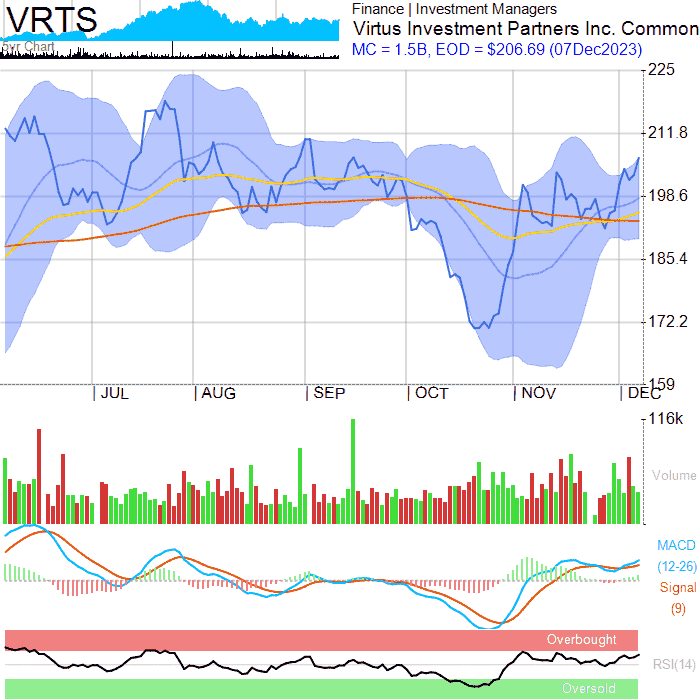 VRTS
5yr Chart
Finance | Investment Managers
Virtus Investment Partners Inc. Common
MC = 1.5B, EOD = $206.69 (07Dec2023)
225
211.8
198.6
185.4
172.2
159
JUL AUG SEP OCT NOV DEC
116k
Volume
MACD
(12-26)
Signal
(9)
Overbought
RSI(14)
Oversold